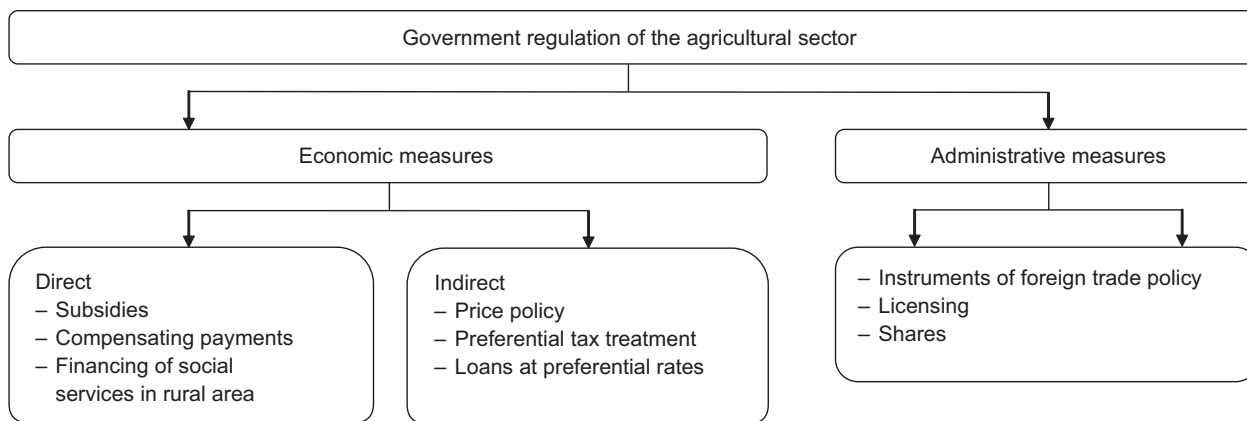 Government regulation of the agricultural sector
Economic measures
Administrative measures
Direct
– Subsidies
– Compensating payments
– Financing of social
services in rural area
Indirect
– Price policy
– Preferential tax treatment
– Loans at preferential rates
– Instruments of foreign trade policy
– Licensing
– Shares